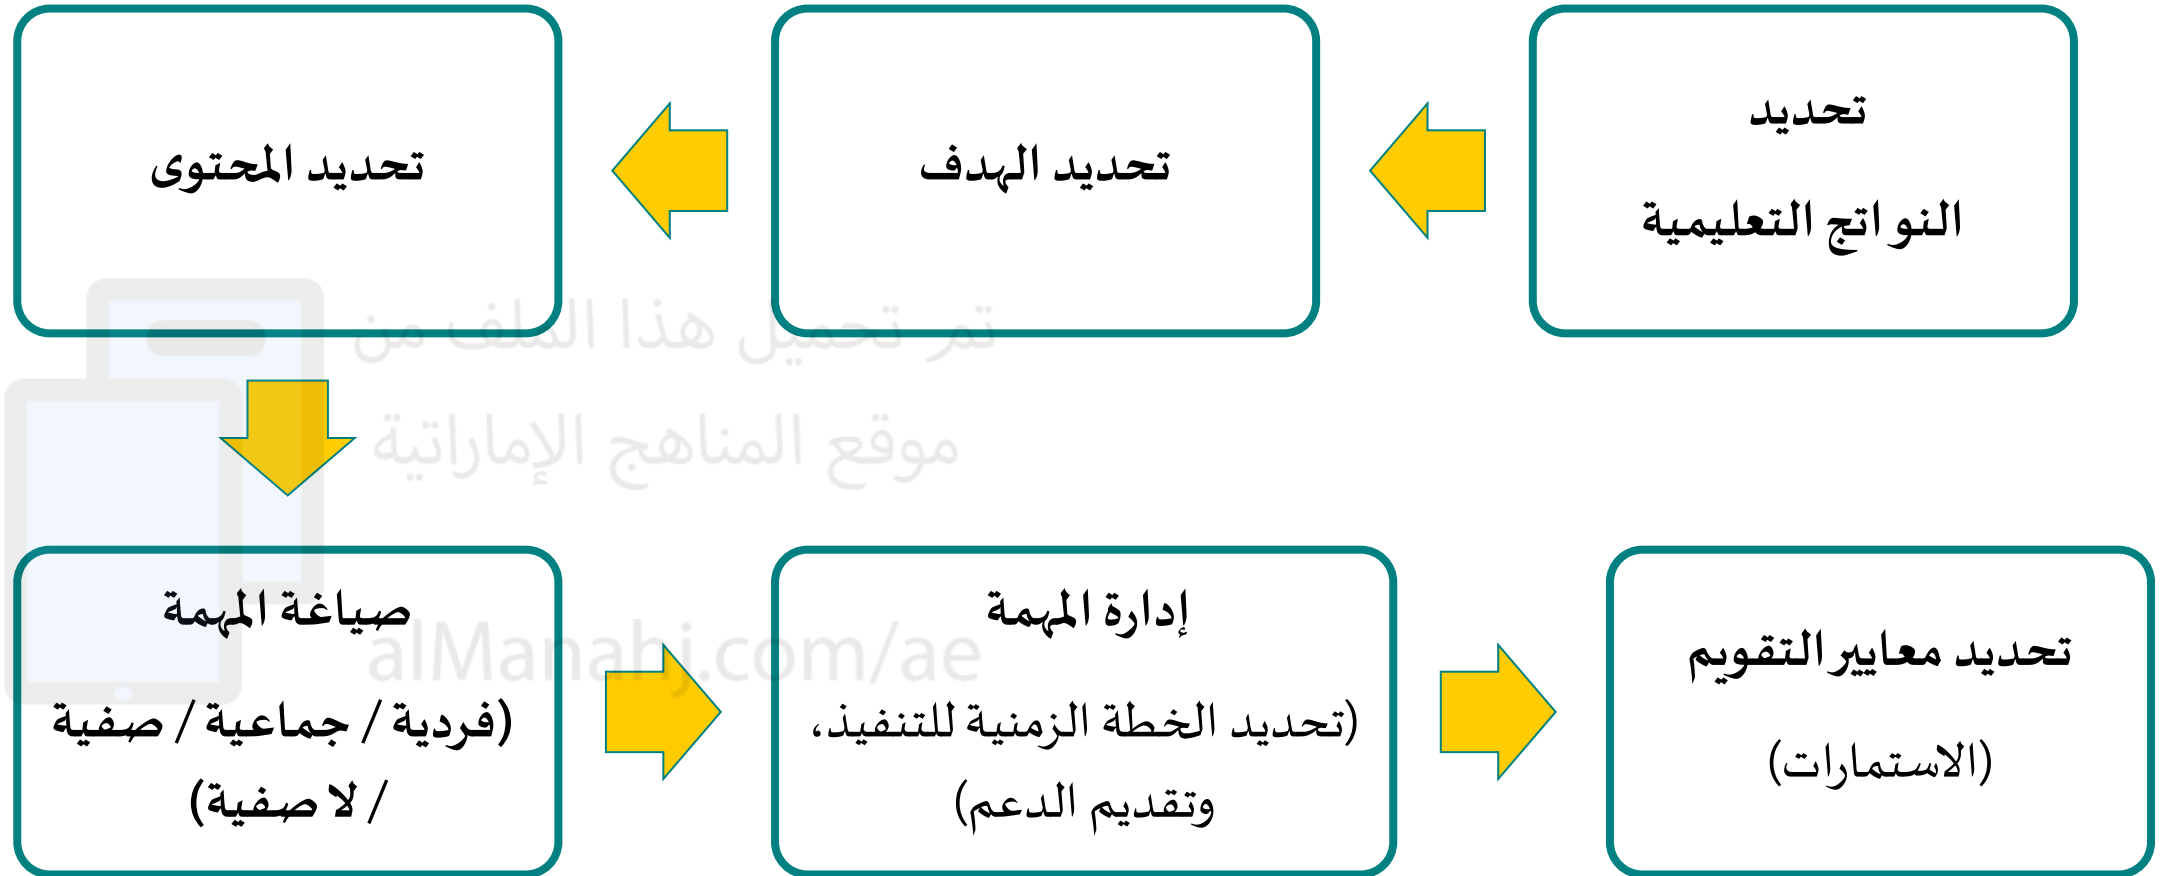 تحديد
النواتج التعليمية
تحديد الهدف
تحديد المحتوى
تم تحميل هذا الملف من
موقع المناهج الإماراتية
alManahj.com/ae
صياغة المهمة
(فردية / جماعية / صفية
/ لا صفية)
إدارة المهمة
(تحديد الخطة الزمنية للتنفيذ،
وتقديم الدعم)
تحديد معايير التقويم
(الاستمارات)